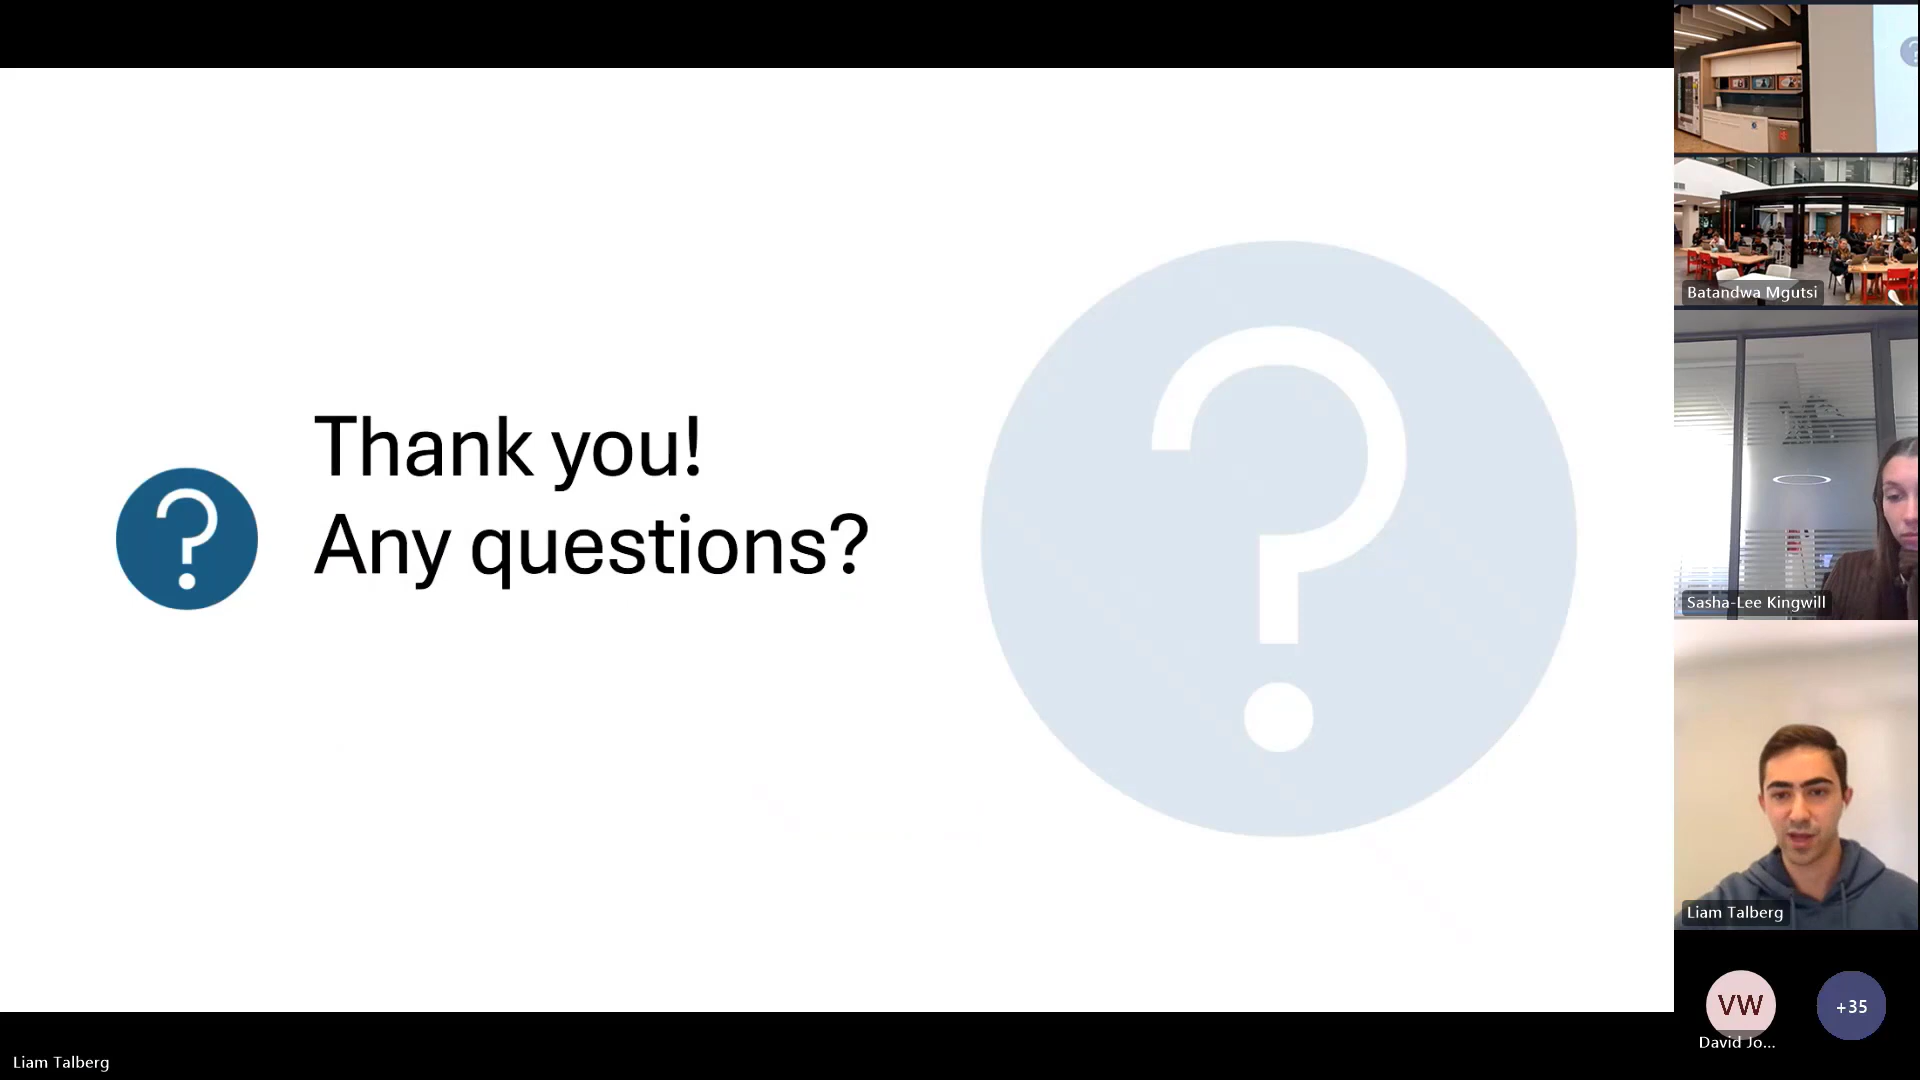 Thank you!
Any questions?
Batandwa Mgutsi
Sasha-Lee Kingwill
Liam Talberg
VW
+35
David Jo...
Liam Talberg